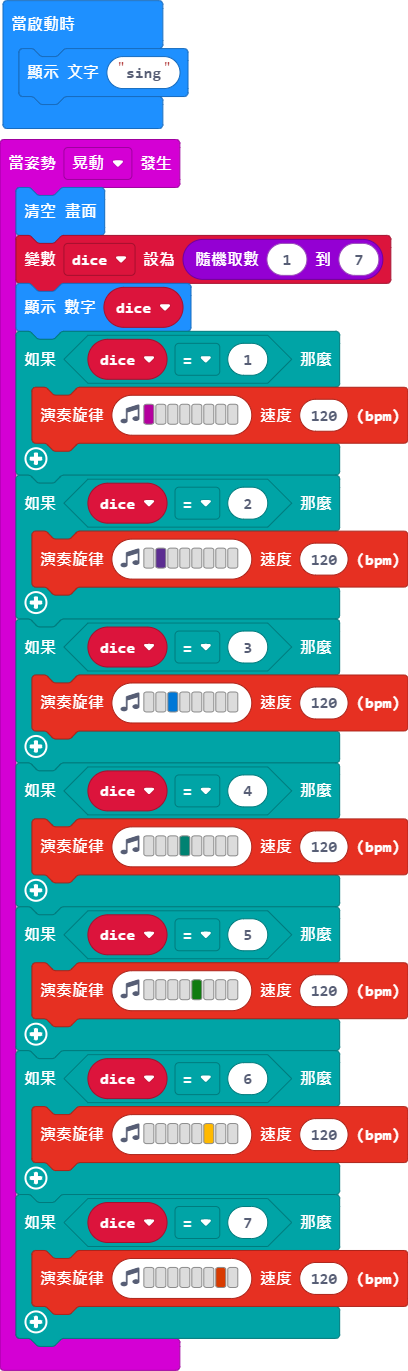 當啟動時
顯示 文字 "sing"
當姿勢 晃動 發生
清空 畫面
變數 dice 設為 隨機取數 1 到 7
顯示 數字 dice
如果 dice = 1 那麼
演奏旋律 速度 120 (bpm)
如果 dice = 2 那麼
演奏旋律 速度 120 (bpm)
如果 dice = 3 那麼
演奏旋律 速度 120 (bpm)
如果 dice = 4 那麼
演奏旋律 速度 120 (bpm)
如果 dice = 5 那麼
演奏旋律 速度 120 (bpm)
如果 dice = 6 那麼
演奏旋律 速度 120 (bpm)
如果 dice = 7 那麼
演奏旋律 速度 120 (bpm)